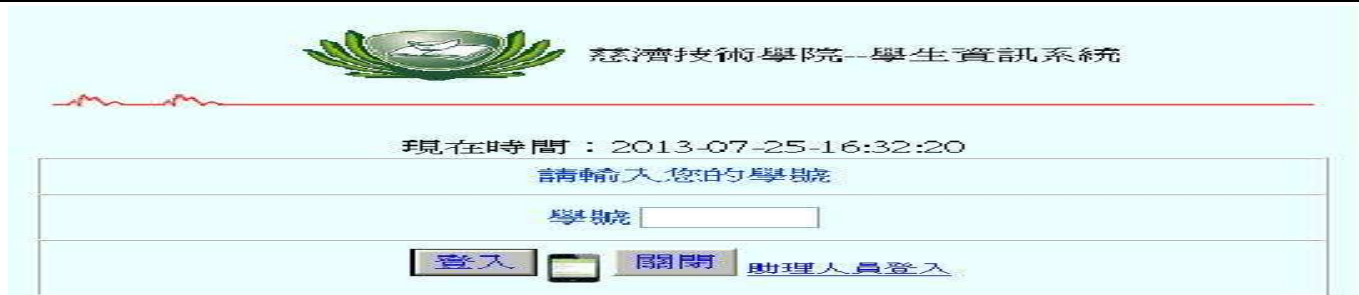 慈濟技術學院--學生資訊系統
現在時間：2013-07-25-16:32:20
請輸入您的學號
學號
登入 關閉 助理人員登入